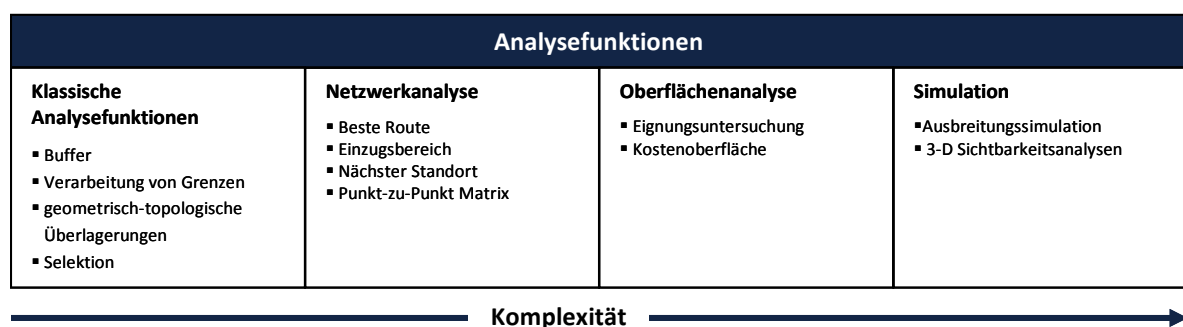 Analysefunktionen
Klassische
Analysefunktionen
▪ Buffer
▪ Verarbeitung von Grenzen
▪ geometrisch-topologische
Überlagerungen
▪ Selektion
Netzwerkanalyse
▪ Beste Route
▪ Einzugsbereich
▪ Nächster Standort
▪ Punkt-zu-Punkt Matrix
Oberflächenanalyse
▪ Eignungsuntersuchung
▪ Kostenoberfläche
Simulation
▪Ausbreitungssimulation
▪ 3-D Sichtbarkeitsanalysen
Komplexität